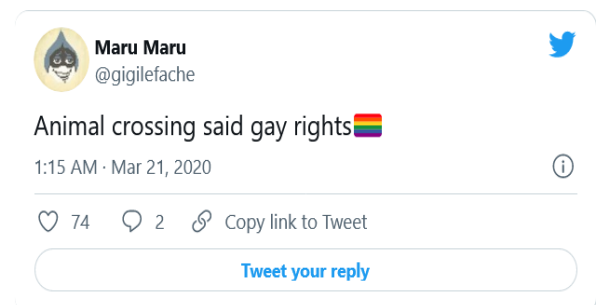 Maru Maru
@gigilefache
Animal crossing said gay rights🏳️‍🌈
1:15 AM · Mar 21, 2020
74 2 Copy link to Tweet
Tweet your reply